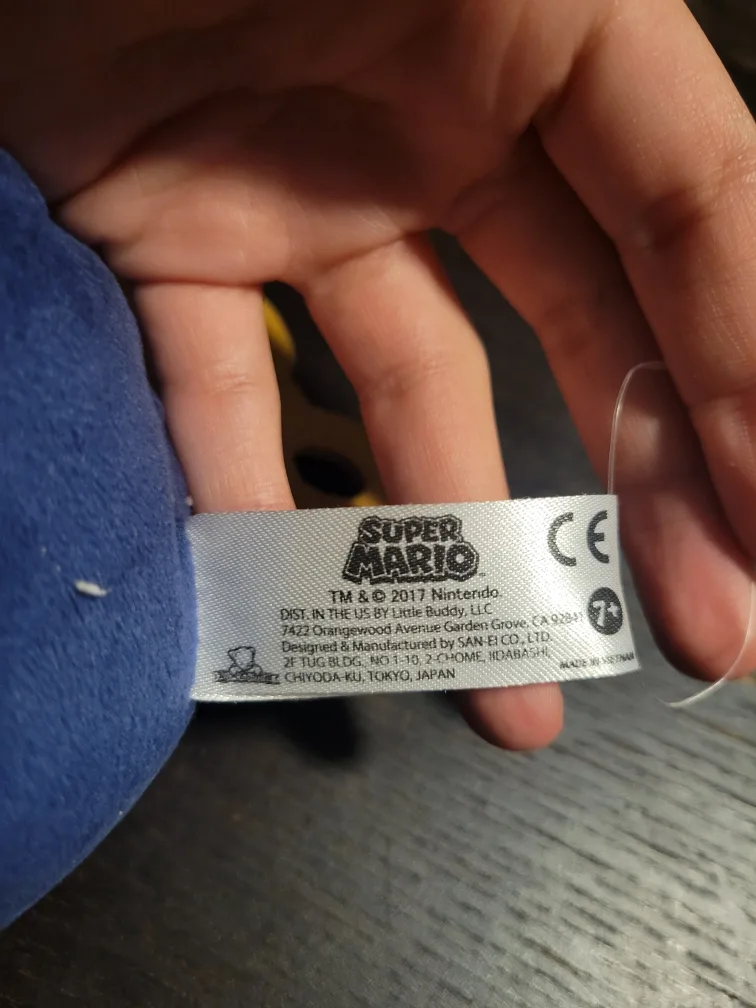 SUPER
MARIO™
TM & © 2017 Nintendo.
DIST. IN THE US BY Little Buddy, LLC
7422 Orangewood Avenue Garden Grove, CA 92841
Designed & Manufactured by SAN-EI CO., LTD.
2F TUG BLDG, NO 1-10, 2-CHOME, IIDABASHI,
CHIYODA-KU, TOKYO, JAPAN
CE
7+
MADE IN VIETNAM